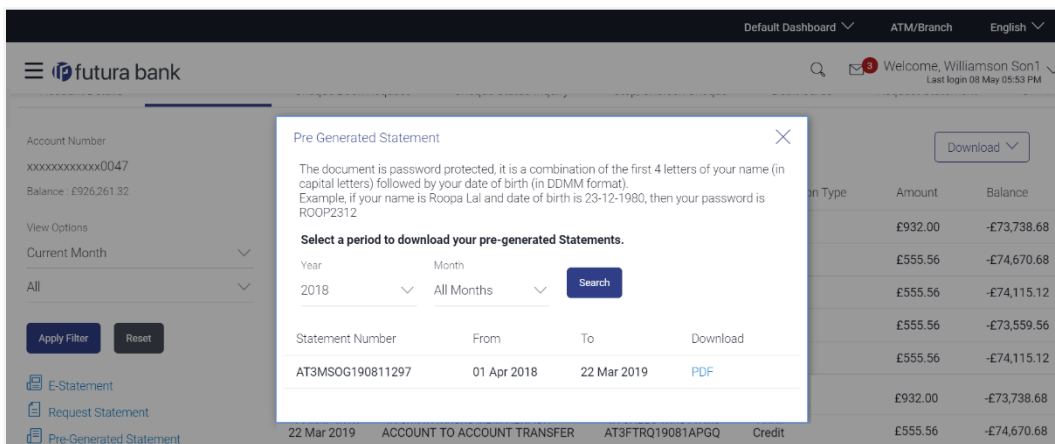 Default Dashboard ATM/Branch English
futura bank 3 Welcome, Williamson Son1
Last login 08 May 05:53 PM
Account Number
xxxxxxxxxxxx0047
Balance : £926,261.32
View Options
Current Month
All
Apply Filter Reset
E-Statement
Request Statement
Pre-Generated Statement
Pre Generated Statement
The document is password protected, it is a combination of the first 4 letters of your name (in
capital letters) followed by your date of birth (in DDMM format).
Example, if your name is Roopa Lal and date of birth is 23-12-1980, then your password is
ROOP2312
Select a period to download your pre-generated Statements.
Year Month
2018 All Months Search
Statement Number From To Download
AT3MSOG190811297 01 Apr 2018 22 Mar 2019 PDF
Download
on Type Amount Balance
£932.00 -£73,738.68
£555.56 -£74,670.68
£555.56 -£74,115.12
£555.56 -£73,559.56
£555.56 -£74,115.12
£932.00 -£73,738.68
22 Mar 2019 ACCOUNT TO ACCOUNT TRANSFER AT3FTRQ19081APGQ Credit £555.56 -£74,670.68